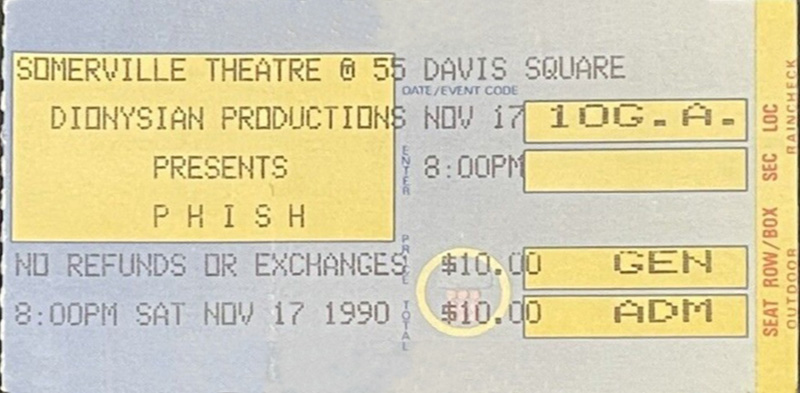 SOMERVILLE THEATRE @ 55 DAVIS SQUARE
DATE/EVENT CODE
DIONYSIAN PRODUCTIONS NOV 17 10G.A.
ENTER
PRESENTS 8:00PM
P H I S H
PRICE
NO REFUNDS OR EXCHANGES $10.00 GEN
TOTAL
8:00PM SAT NOV 17 1990 $10.00 ADM
SEAT ROW/BOX SEC LOC
OUTDOOR RAINCHECK